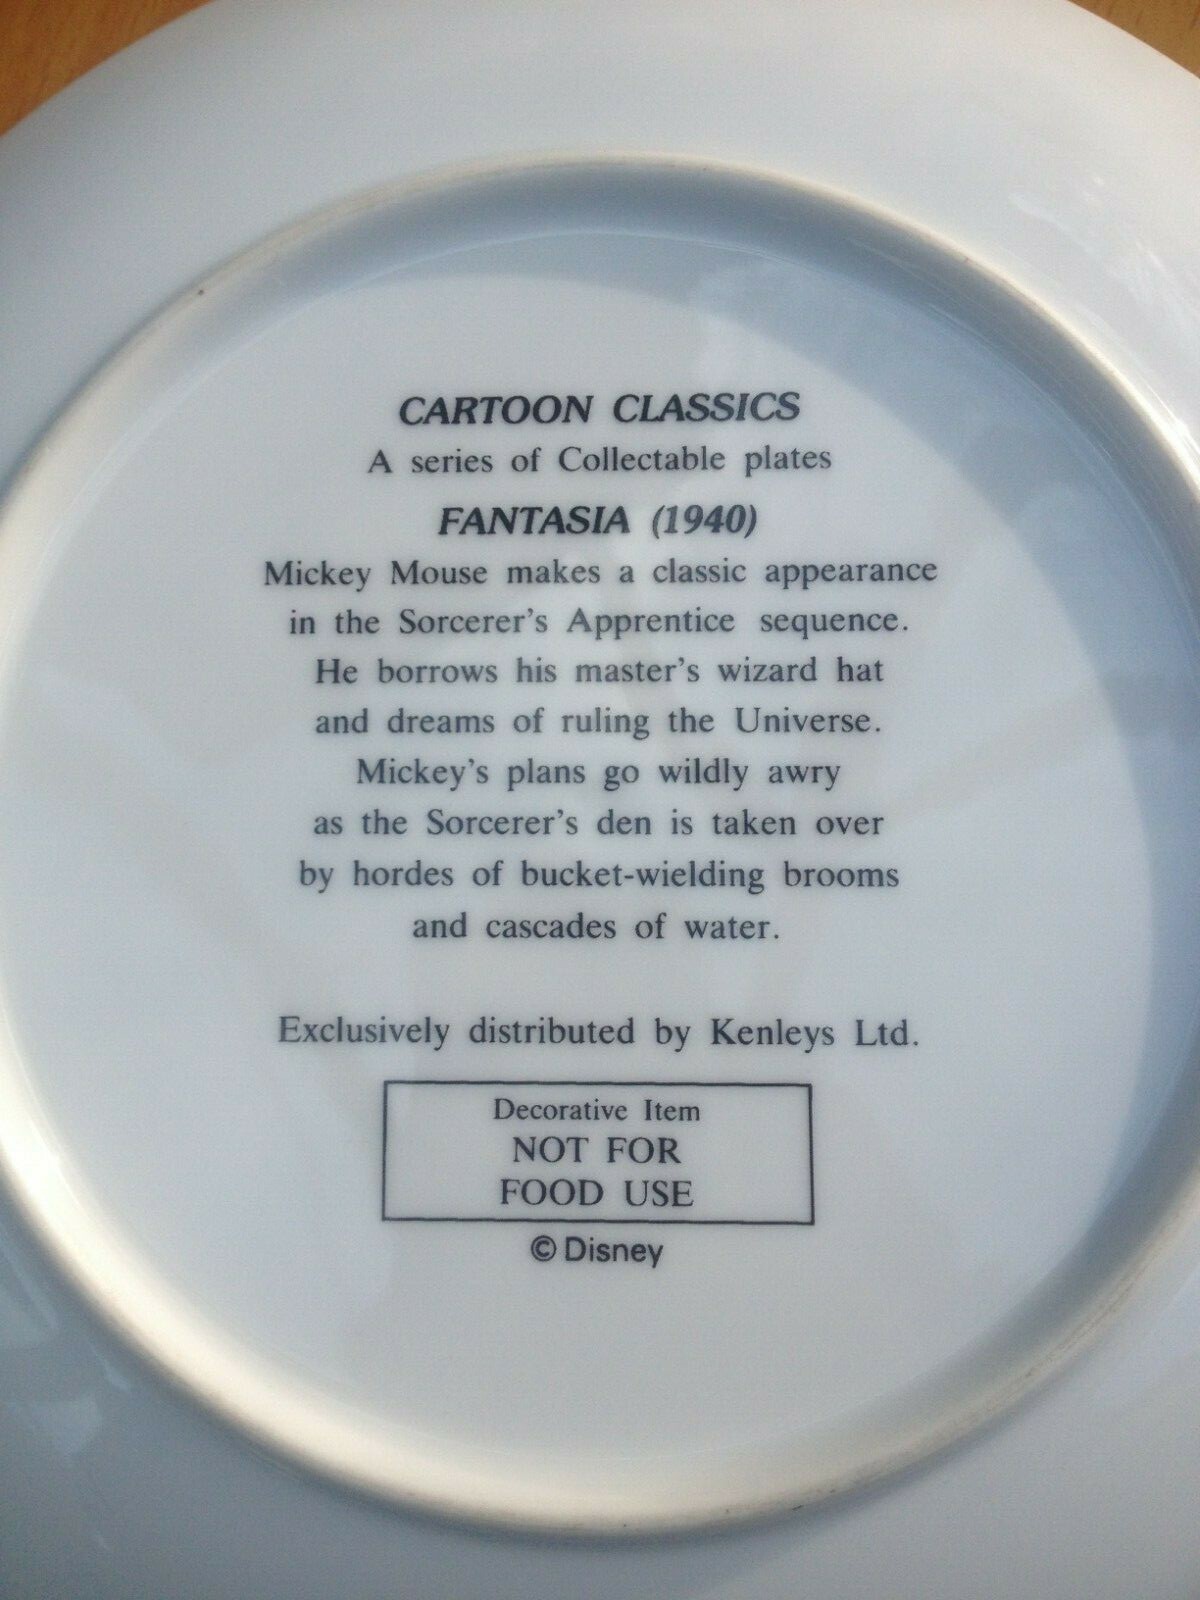 CARTOON CLASSICS
A series of Collectable plates
FANTASIA (1940)
Mickey Mouse makes a classic appearance
in the Sorcerer's Apprentice sequence.
He borrows his master's wizard hat
and dreams of ruling the Universe.
Mickey's plans go wildly awry
as the Sorcerer's den is taken over
by hordes of bucket-wielding brooms
and cascades of water.
Exclusively distributed by Kenleys Ltd.
Decorative Item
NOT FOR
FOOD USE
© Disney